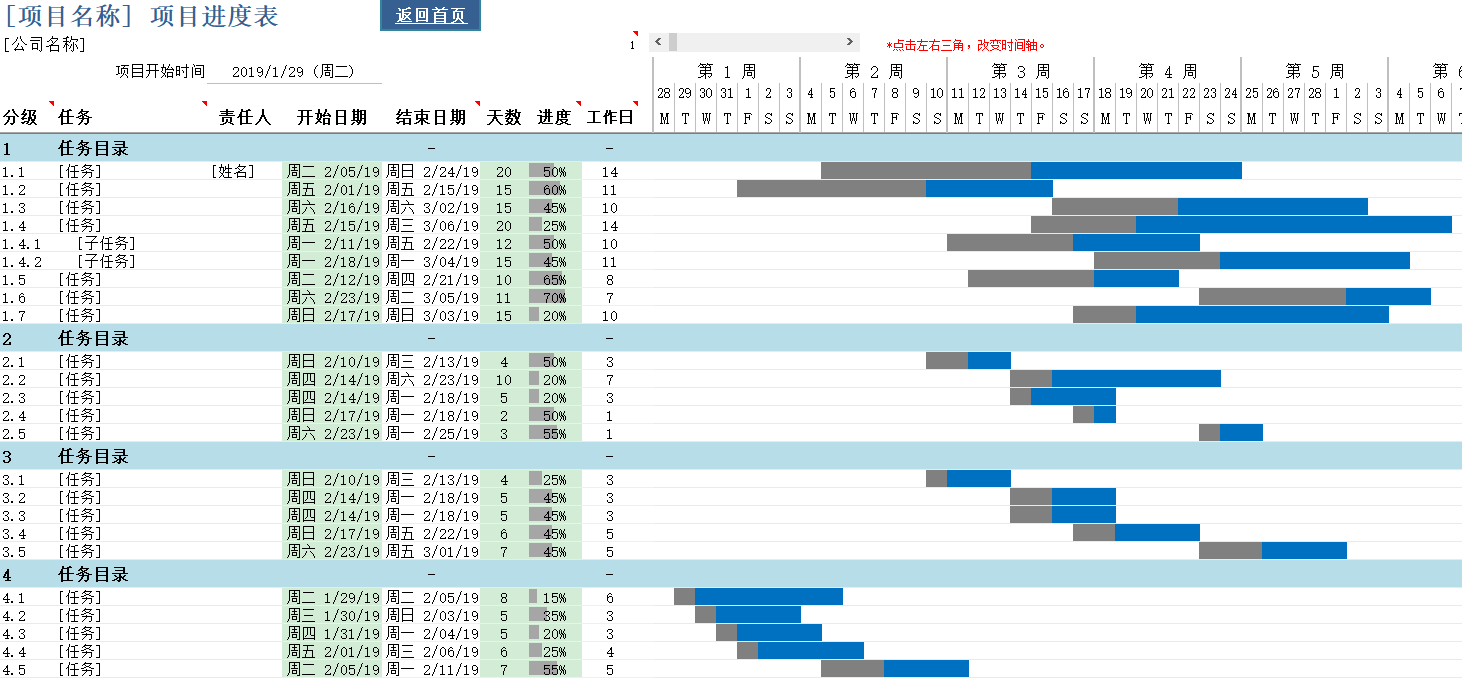 [项目名称] 项目进度表 返回首页
[公司名称] 1 < > *点击左右三角，改变时间轴。
项目开始时间 2019/1/29 (周二) 第 1 周 第 2 周 第 3 周 第 4 周 第 5 周 第 6
28 29 30 31 1 2 3 4 5 6 7 8 9 10 11 12 13 14 15 16 17 18 19 20 21 22 23 24 25 26 27 28 1 2 3 4 5 6
分级 任务 责任人 开始日期 结束日期 天数 进度 工作日 M T W T F S S M T W T F S S M T W T F S S M T W T F S S M T W T F S S M T W
1 任务目录 - -
1.1 [任务] [姓名] 周二 2/05/19 周日 2/24/19 20 50% 14
1.2 [任务] 周五 2/01/19 周五 2/15/19 15 60% 11
1.3 [任务] 周六 2/16/19 周六 3/02/19 15 45% 10
1.4 [任务] 周五 2/15/19 周三 3/06/19 20 25% 14
1.4.1 [子任务] 周一 2/11/19 周五 2/22/19 12 50% 10
1.4.2 [子任务] 周一 2/18/19 周一 3/04/19 15 45% 11
1.5 [任务] 周二 2/12/19 周四 2/21/19 10 65% 8
1.6 [任务] 周六 2/23/19 周二 3/05/19 11 70% 7
1.7 [任务] 周日 2/17/19 周日 3/03/19 15 20% 10
2 任务目录 - -
2.1 [任务] 周日 2/10/19 周三 2/13/19 4 50% 3
2.2 [任务] 周四 2/14/19 周六 2/23/19 10 20% 7
2.3 [任务] 周四 2/14/19 周一 2/18/19 5 20% 3
2.4 [任务] 周日 2/17/19 周一 2/18/19 2 50% 1
2.5 [任务] 周六 2/23/19 周一 2/25/19 3 55% 1
3 任务目录 - -
3.1 [任务] 周日 2/10/19 周三 2/13/19 4 25% 3
3.2 [任务] 周四 2/14/19 周一 2/18/19 5 45% 3
3.3 [任务] 周四 2/14/19 周一 2/18/19 5 45% 3
3.4 [任务] 周日 2/17/19 周五 2/22/19 6 45% 5
3.5 [任务] 周六 2/23/19 周五 3/01/19 7 45% 5
4 任务目录 - -
4.1 [任务] 周二 1/29/19 周二 2/05/19 8 15% 6
4.2 [任务] 周三 1/30/19 周日 2/03/19 5 35% 3
4.3 [任务] 周四 1/31/19 周一 2/04/19 5 20% 3
4.4 [任务] 周五 2/01/19 周三 2/06/19 6 25% 4
4.5 [任务] 周二 2/05/19 周一 2/11/19 7 55% 5